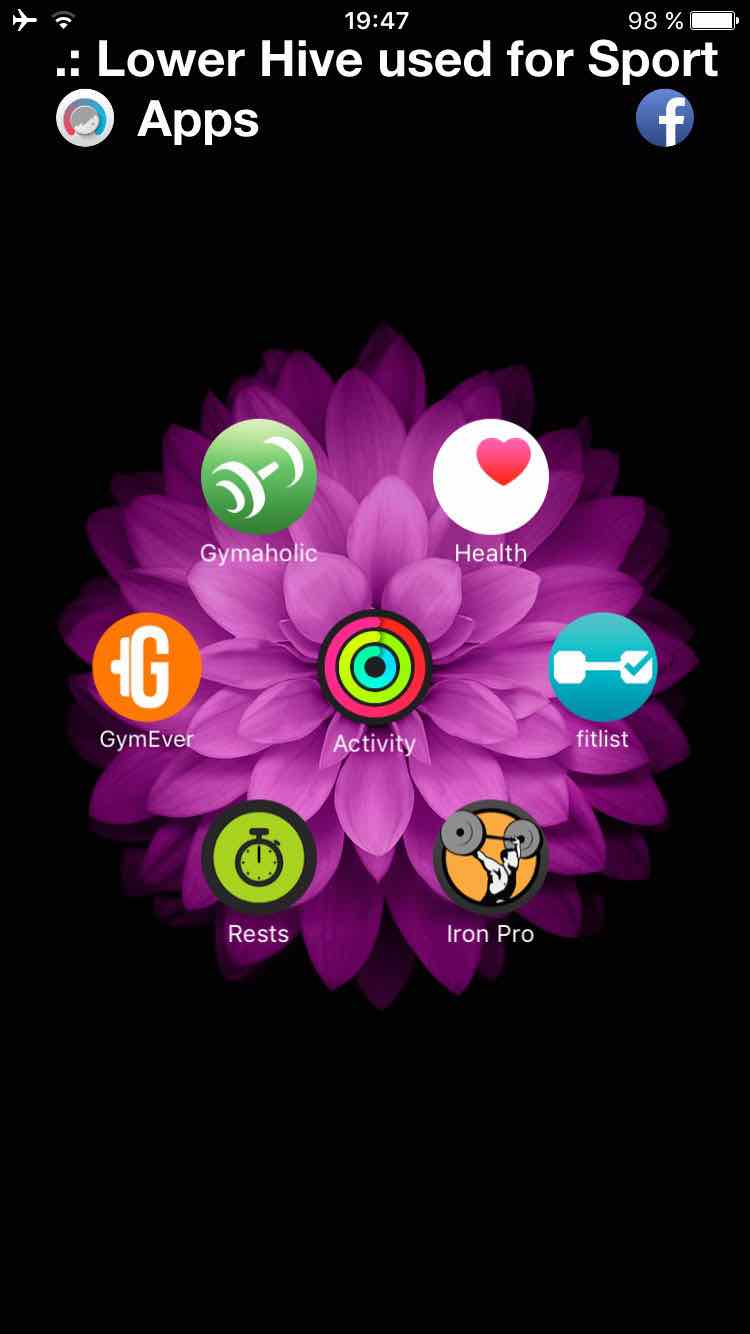 19:47
98 %
.: Lower Hive used for Sport
Apps
Gymaholic
Health
GymEver
Activity
fitlist
Rests
Iron Pro